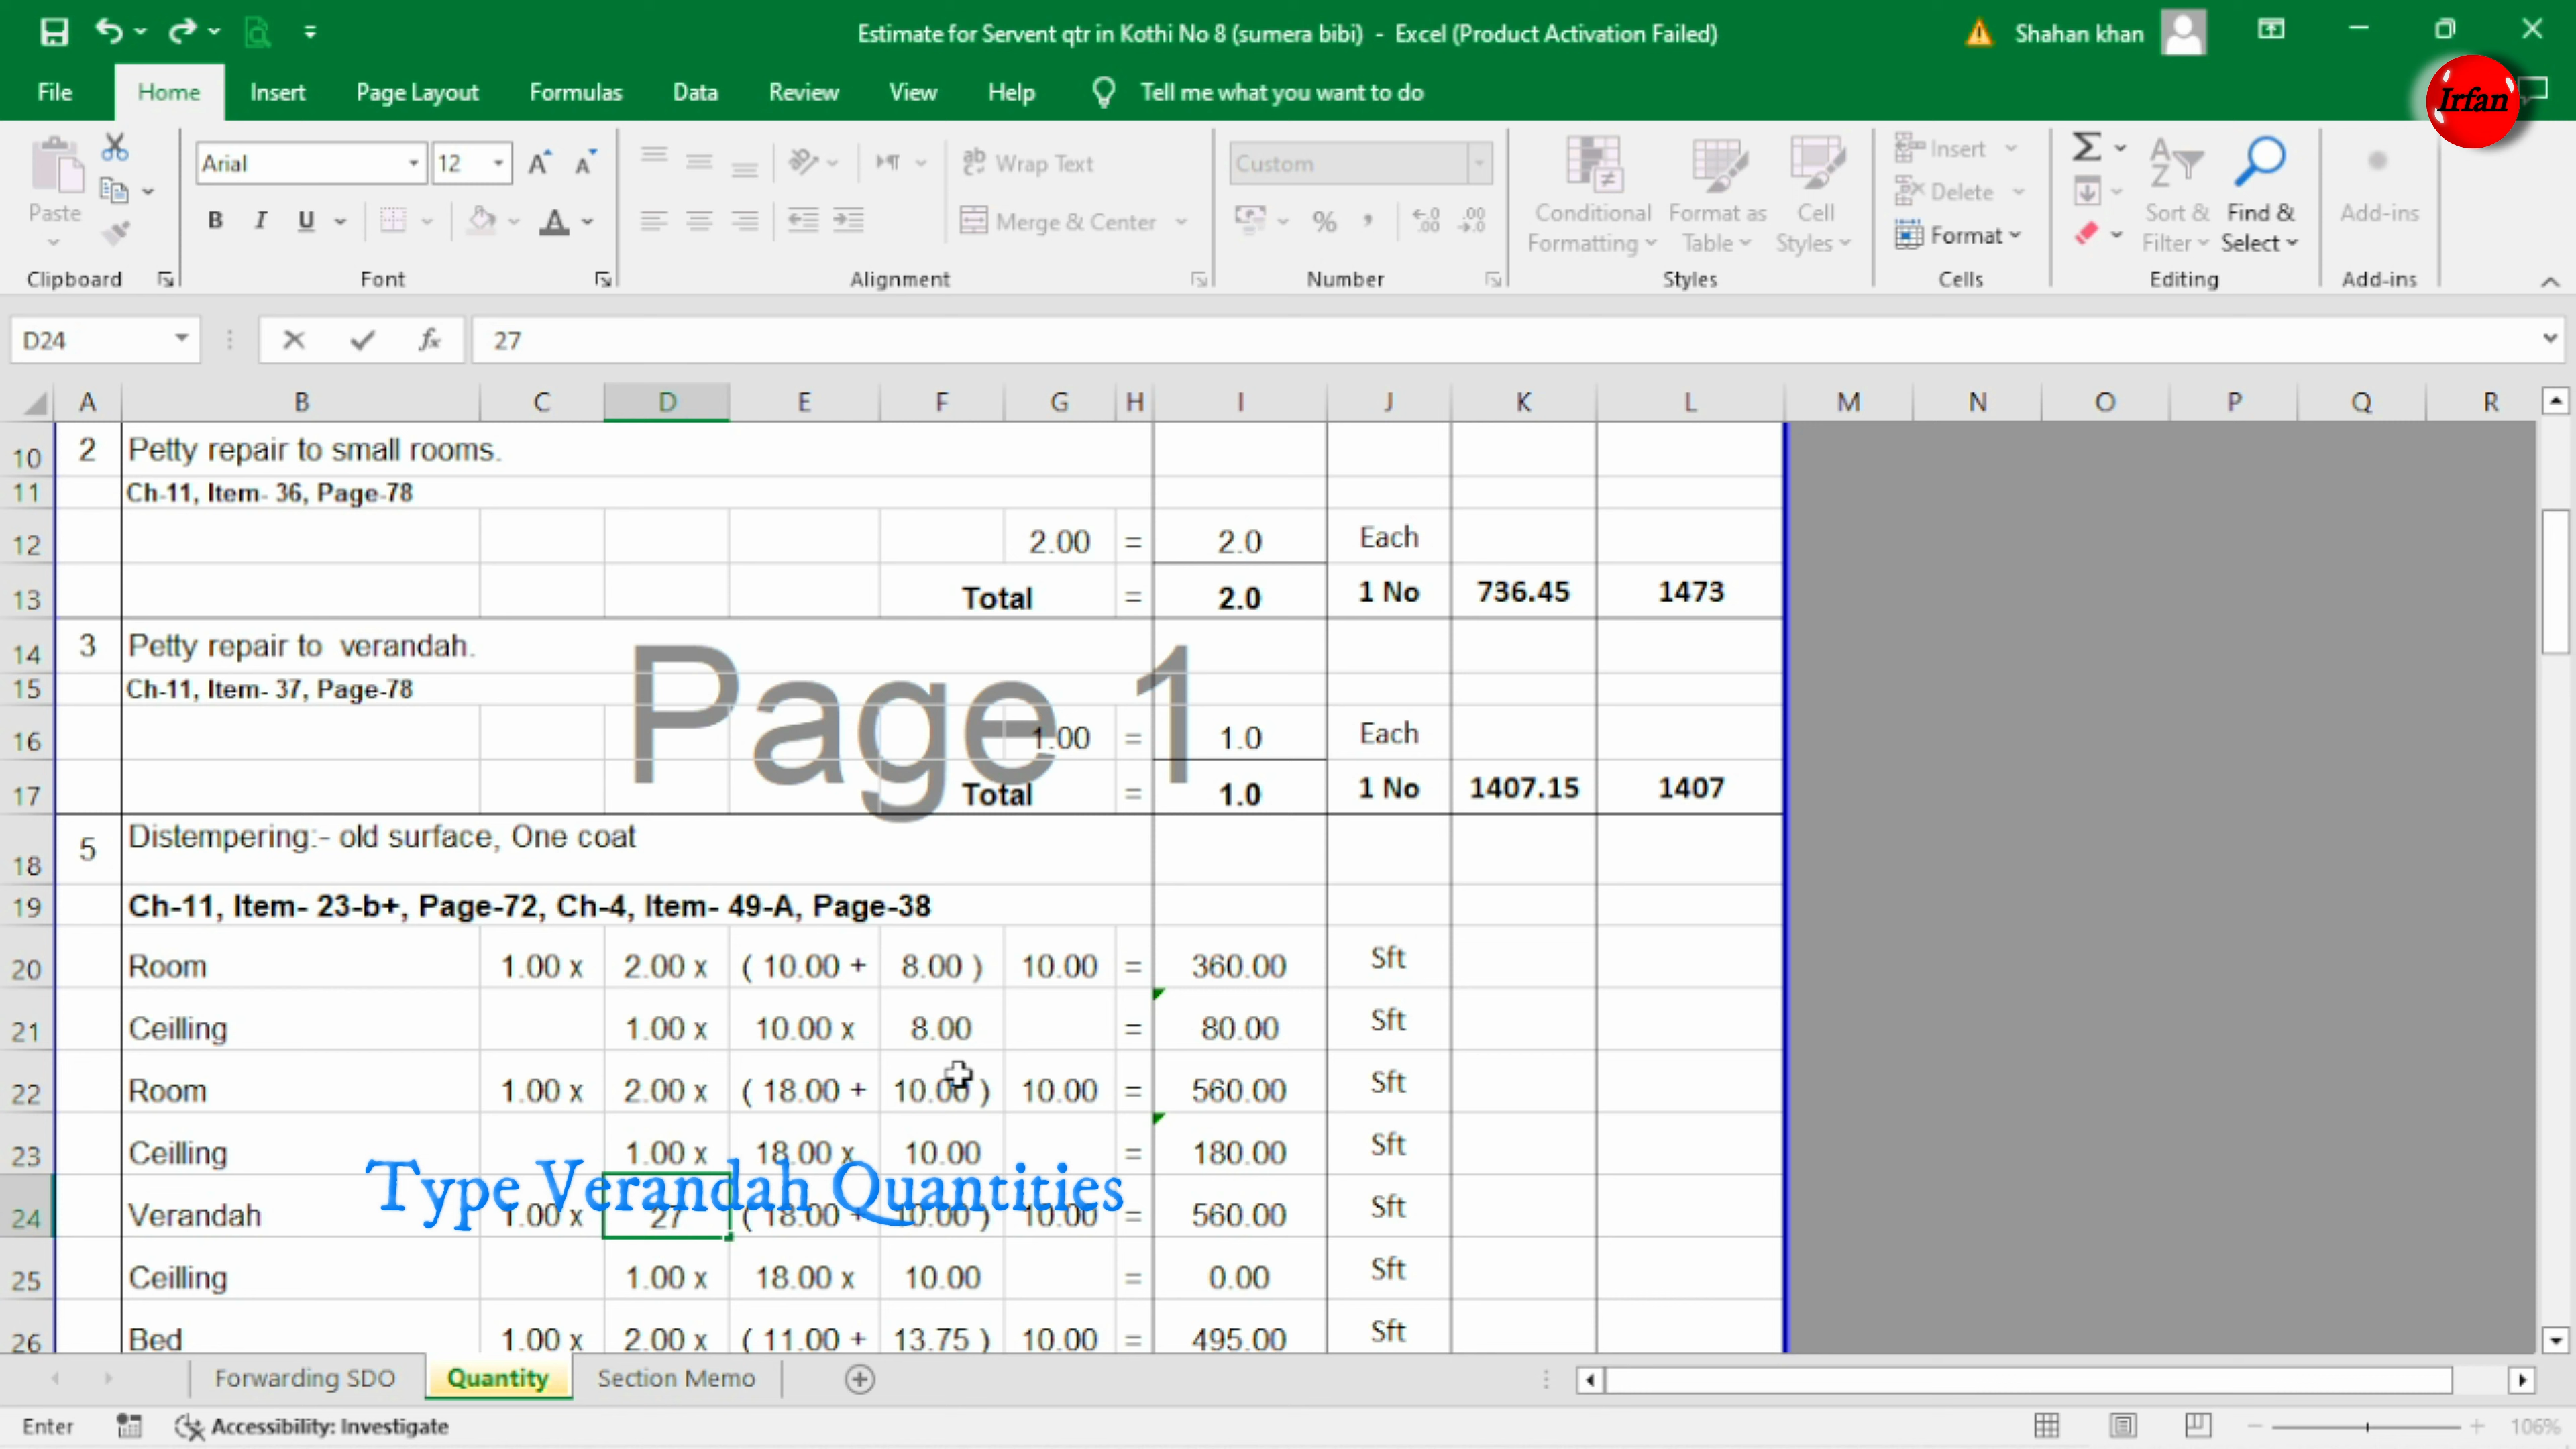 Estimate for Servent qtr in Kothi No 8 (sumera bibi) - Excel (Product Activation Failed)
Shahan khan
File Home Insert Page Layout Formulas Data Review View Help Tell me what you want to do
Irfan
Paste
Clipboard
Arial 12
B I U
Font
Wrap Text
Merge & Center
Alignment
Custom
Number
Conditional Formatting
Format as Table
Cell Styles
Styles
Insert
Delete
Format
Cells
Sort & Filter
Find & Select
Editing
Add-ins
Add-ins
D24 fx 27
A B C D E F G H I J K L M N O P Q R
10 2 Petty repair to small rooms.
11 Ch-11, Item- 36, Page-78
12 2.00 = 2.0 Each
13 Total = 2.0 1 No 736.45 1473
14 3 Petty repair to verandah.
15 Ch-11, Item- 37, Page-78
Page 1
16 1.00 = 1.0 Each
17 Total = 1.0 1 No 1407.15 1407
18 5 Distempering:- old surface, One coat
19 Ch-11, Item- 23-b+, Page-72, Ch-4, Item- 49-A, Page-38
20 Room 1.00 x 2.00 x ( 10.00 + 8.00 ) 10.00 = 360.00 Sft
21 Ceilling 1.00 x 10.00 x 8.00 = 80.00 Sft
22 Room 1.00 x 2.00 x ( 18.00 + 10.00 ) 10.00 = 560.00 Sft
23 Ceilling 1.00 x 18.00 x 10.00 = 180.00 Sft
Type Verandah Quantities
24 Verandah 1.00 x 27 ( 18.00 + 10.00 ) 10.00 = 560.00 Sft
25 Ceilling 1.00 x 18.00 x 10.00 = 0.00 Sft
26 Bed 1.00 x 2.00 x ( 11.00 + 13.75 ) 10.00 = 495.00 Sft
Forwarding SDO Quantity Section Memo
Enter Accessibility: Investigate 106%